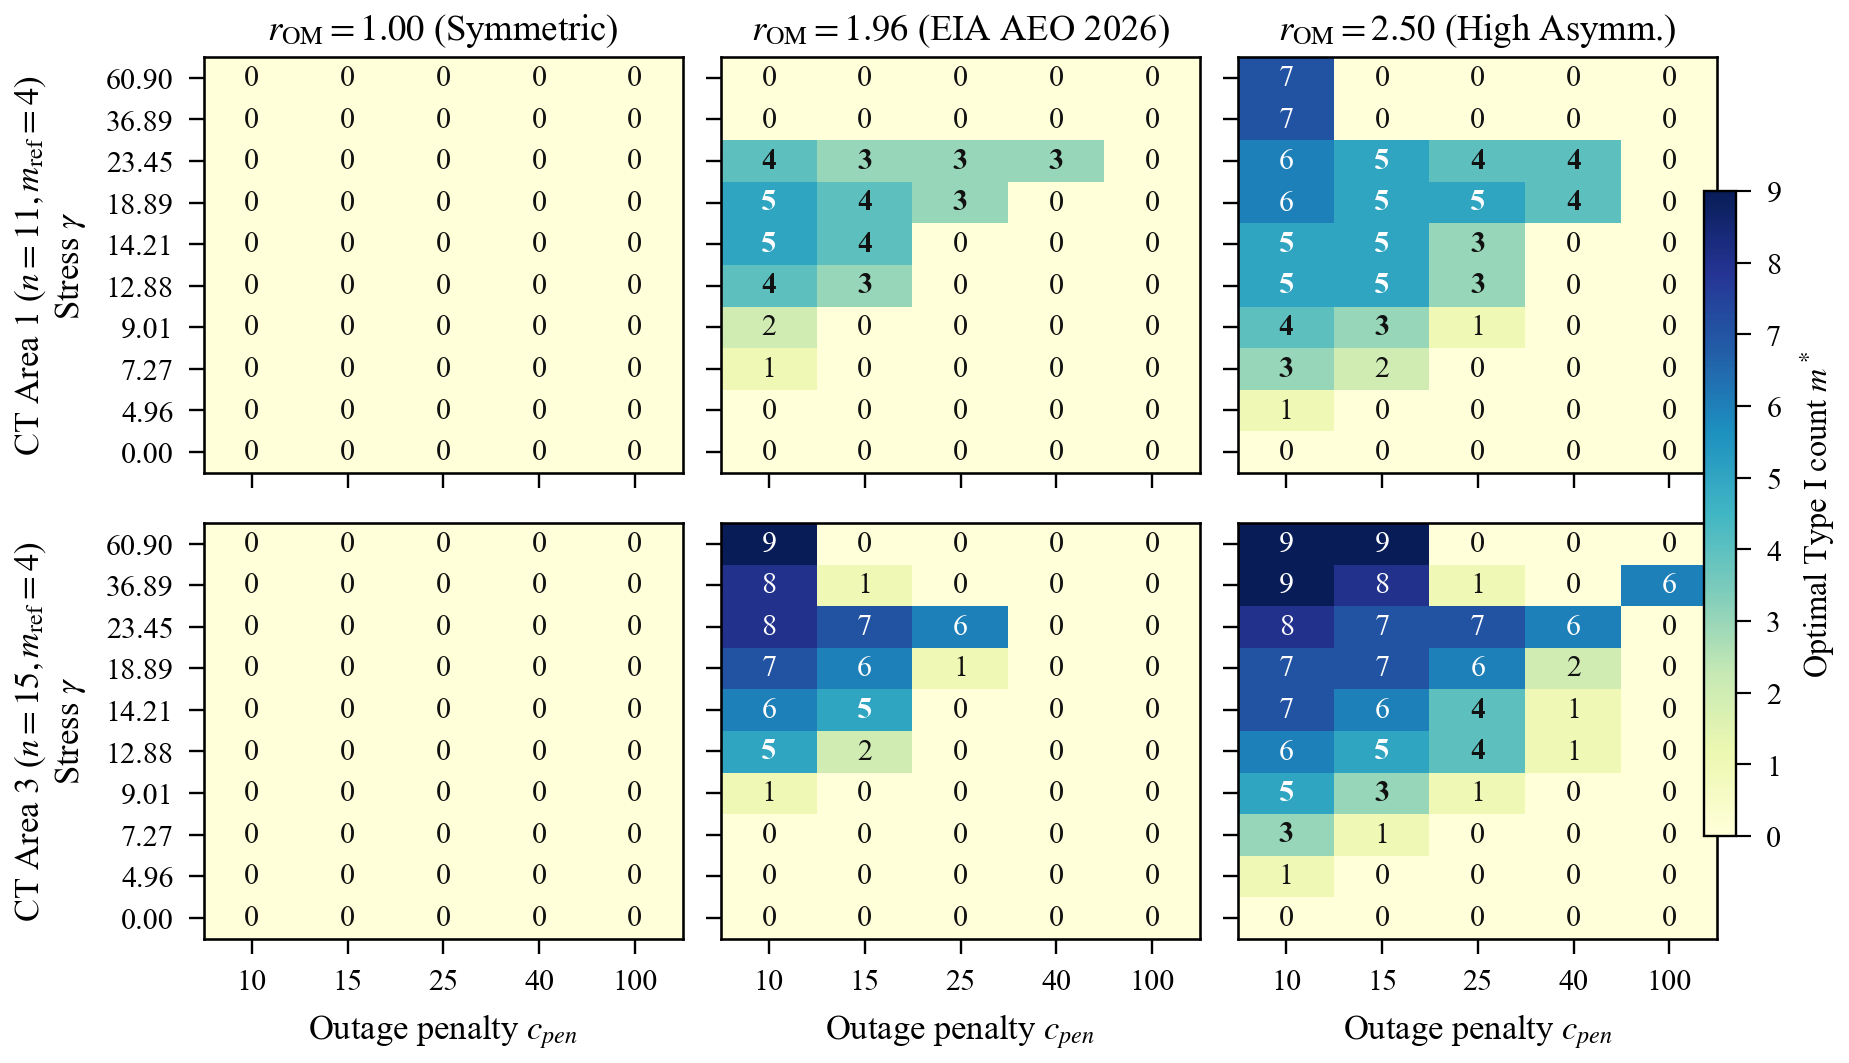 r_OM = 1.00 (Symmetric) r_OM = 1.96 (EIA AEO 2026) r_OM = 2.50 (High Asymm.)
CT Area 1 (n = 11, m_ref = 4)
Stress γ
60.90 0 0 0 0 0 0 0 0 0 0 7 0 0 0 0
36.89 0 0 0 0 0 0 0 0 0 0 7 0 0 0 0
23.45 0 0 0 0 0 4 3 3 3 0 6 5 4 4 0
18.89 0 0 0 0 0 5 4 3 0 0 6 5 5 4 0
14.21 0 0 0 0 0 5 4 0 0 0 5 5 3 0 0
12.88 0 0 0 0 0 4 3 0 0 0 5 5 3 0 0
9.01 0 0 0 0 0 2 0 0 0 0 4 3 1 0 0
7.27 0 0 0 0 0 1 0 0 0 0 3 2 0 0 0
4.96 0 0 0 0 0 0 0 0 0 0 1 0 0 0 0
0.00 0 0 0 0 0 0 0 0 0 0 0 0 0 0 0
CT Area 3 (n = 15, m_ref = 4)
Stress γ
60.90 0 0 0 0 0 9 0 0 0 0 9 9 0 0 0
36.89 0 0 0 0 0 8 1 0 0 0 9 8 1 0 6
23.45 0 0 0 0 0 8 7 6 0 0 8 7 7 6 0
18.89 0 0 0 0 0 7 6 1 0 0 7 7 6 2 0
14.21 0 0 0 0 0 6 5 0 0 0 7 6 4 1 0
12.88 0 0 0 0 0 5 2 0 0 0 6 5 4 1 0
9.01 0 0 0 0 0 1 0 0 0 0 5 3 1 0 0
7.27 0 0 0 0 0 0 0 0 0 0 3 1 0 0 0
4.96 0 0 0 0 0 0 0 0 0 0 1 0 0 0 0
0.00 0 0 0 0 0 0 0 0 0 0 0 0 0 0 0
10 15 25 40 100 10 15 25 40 100 10 15 25 40 100
Outage penalty c_pen Outage penalty c_pen Outage penalty c_pen
9
8
7
6
5
4
3
2
1
0
Optimal Type I count m*